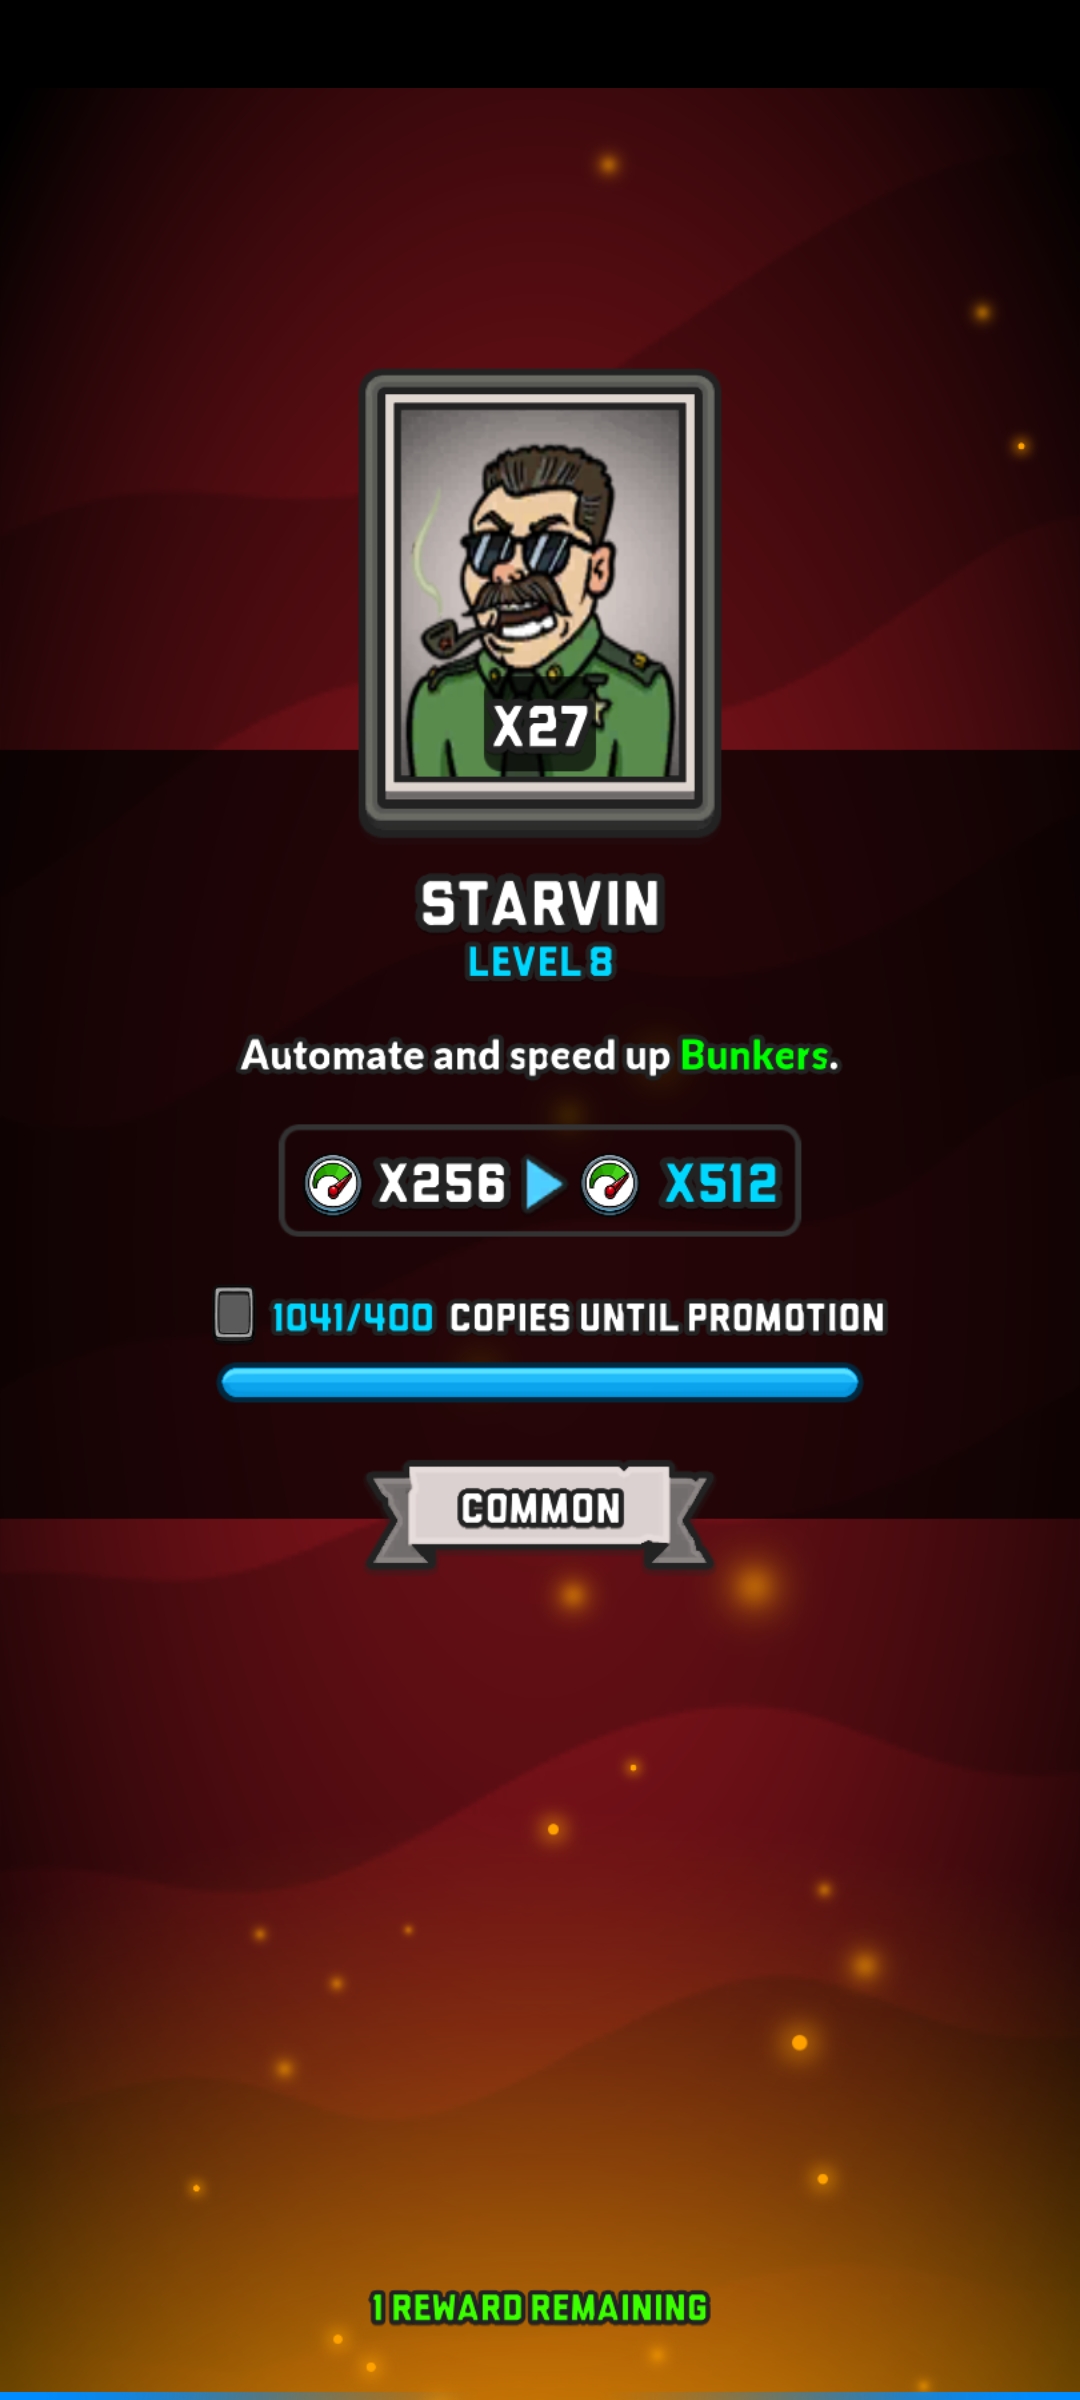 X27
STARVIN
LEVEL 8
Automate and speed up Bunkers.
X256 X512
1041/400 COPIES UNTIL PROMOTION
COMMON
1 REWARD REMAINING